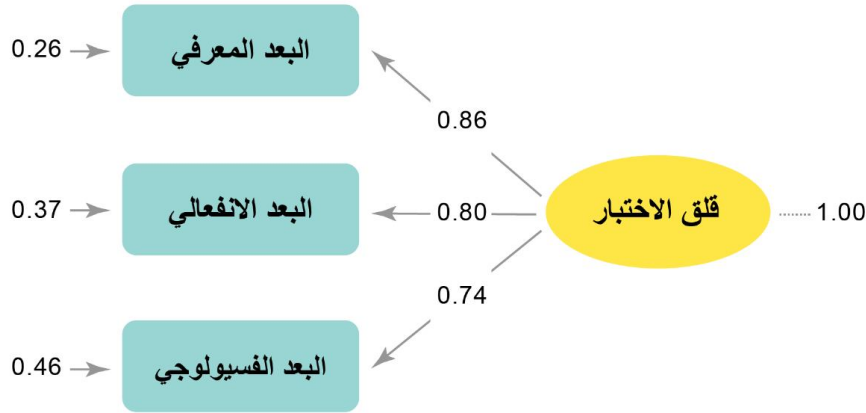 البعد المعرفي
0.26
0.86
البعد الانفعالي
0.37
0.80
قلق الاختبار
1.00
0.74
البعد الفسيولوجي
0.46